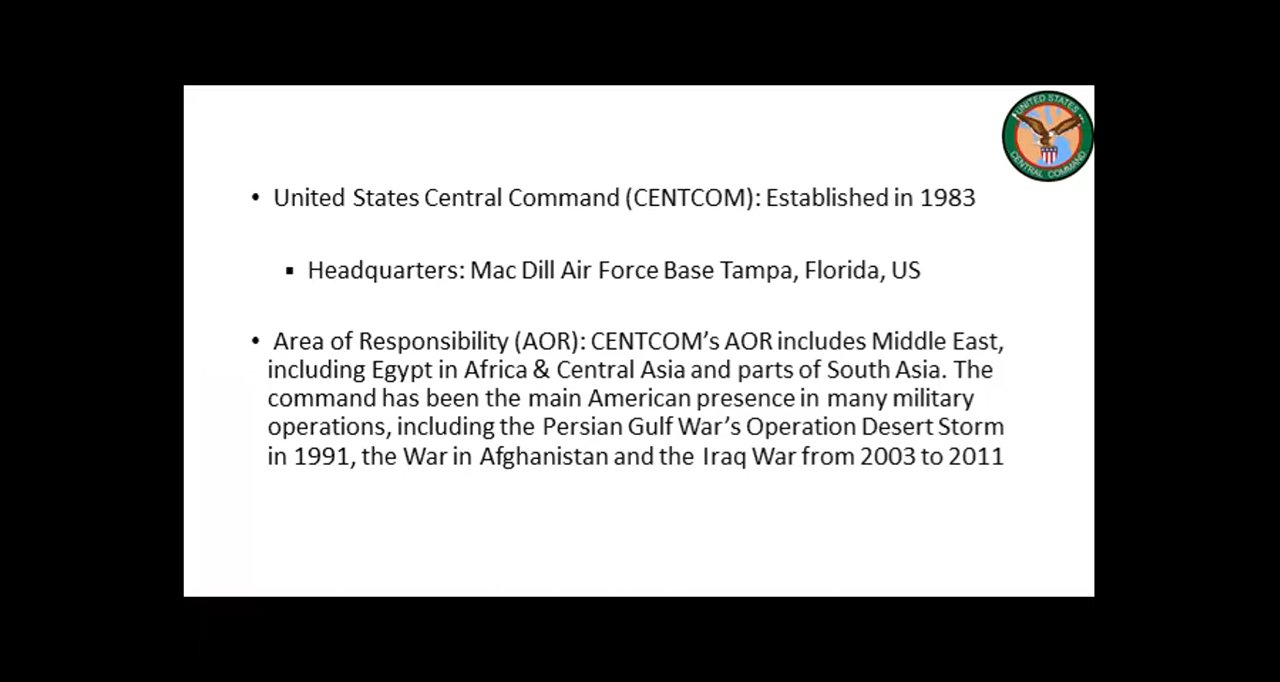 UNITED STATES
CENTRAL COMMAND
• United States Central Command (CENTCOM): Established in 1983
▪ Headquarters: Mac Dill Air Force Base Tampa, Florida, US
• Area of Responsibility (AOR): CENTCOM’s AOR includes Middle East,
including Egypt in Africa & Central Asia and parts of South Asia. The
command has been the main American presence in many military
operations, including the Persian Gulf War’s Operation Desert Storm
in 1991, the War in Afghanistan and the Iraq War from 2003 to 2011